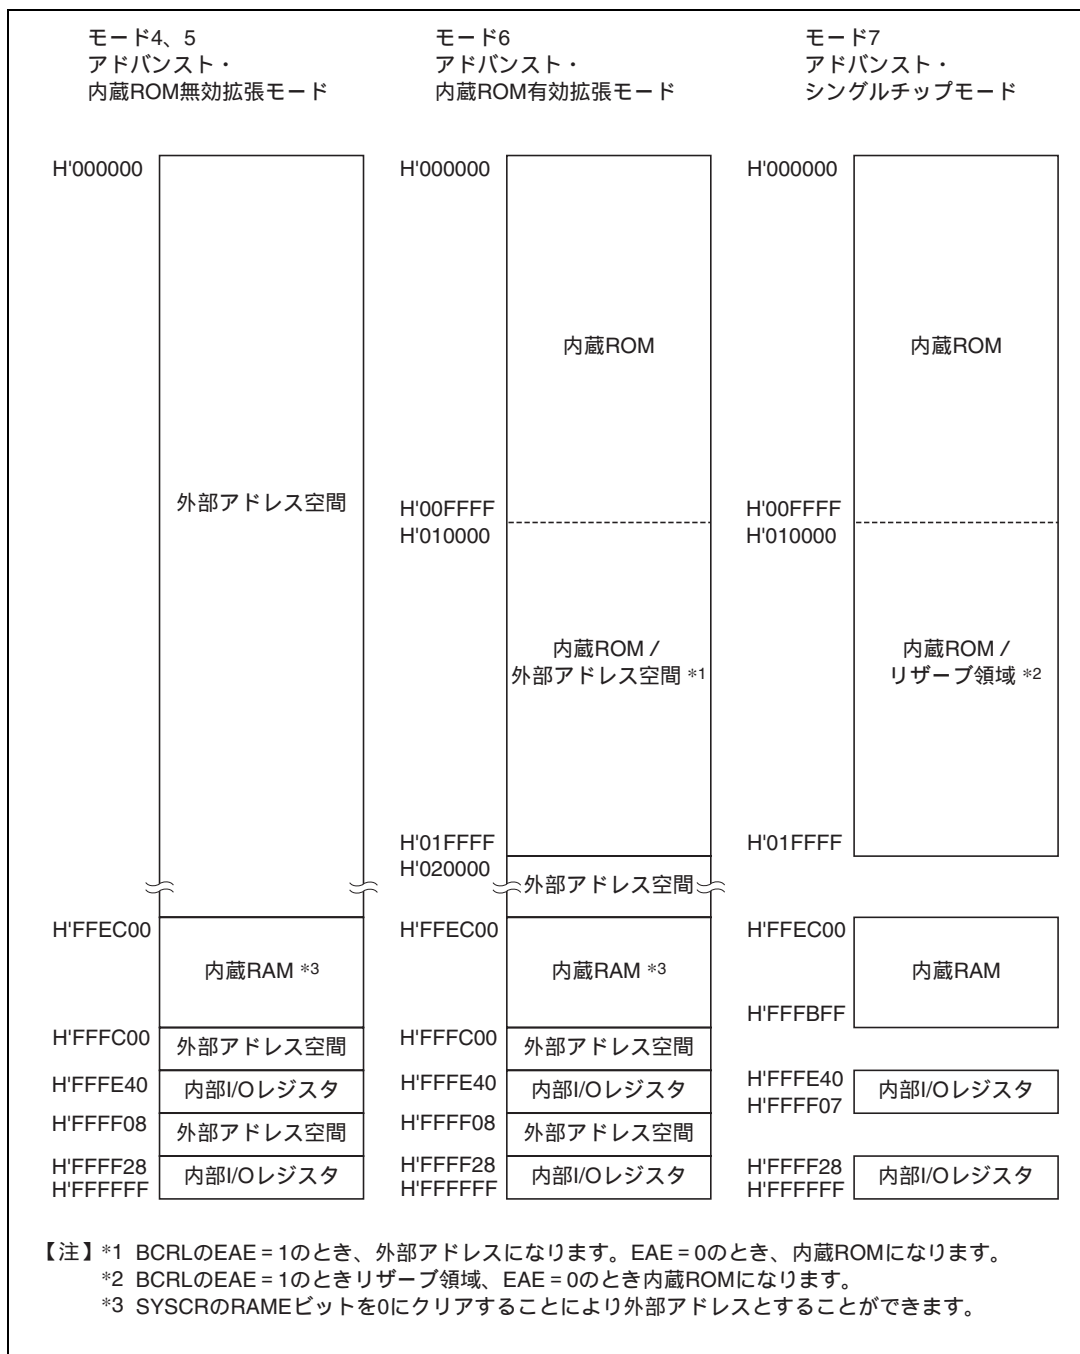 モード4、5
アドバンスト・
内蔵ROM無効拡張モード
H'000000
外部アドレス空間
H'FFEC00
内蔵RAM *3
H'FFFC00
外部アドレス空間
H'FFFE40
内部I/Oレジスタ
H'FFFF08
外部アドレス空間
H'FFFF28
内部I/Oレジスタ
H'FFFFFF
モード6
アドバンスト・
内蔵ROM有効拡張モード
H'000000
内蔵ROM
H'00FFFF
H'010000
内蔵ROM /
外部アドレス空間 *1
H'01FFFF
H'020000
外部アドレス空間
H'FFEC00
内蔵RAM *3
H'FFFC00
外部アドレス空間
H'FFFE40
内部I/Oレジスタ
H'FFFF08
外部アドレス空間
H'FFFF28
内部I/Oレジスタ
H'FFFFFF
モード7
アドバンスト・
シングルチップモード
H'000000
内蔵ROM
H'00FFFF
H'010000
内蔵ROM /
リザーブ領域 *2
H'01FFFF
H'FFEC00
内蔵RAM
H'FFFBFF
H'FFFE40
内部I/Oレジスタ
H'FFFF07
H'FFFF28
内部I/Oレジスタ
H'FFFFFF
【注】*1 BCRLのEAE = 1のとき、外部アドレスになります。EAE = 0のとき、内蔵ROMになります。
*2 BCRLのEAE = 1のときリザーブ領域、EAE = 0のとき内蔵ROMになります。
*3 SYSCRのRAMEビットを0にクリアすることにより外部アドレスとすることができます。